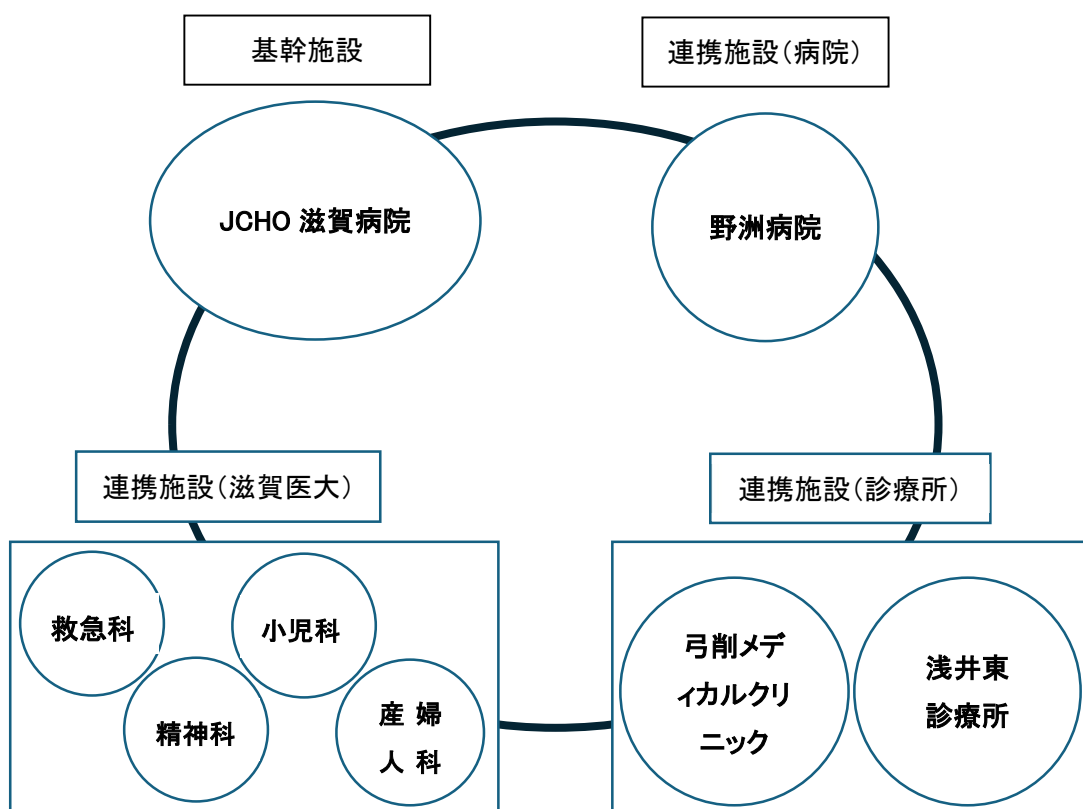 基幹施設
連携施設(病院)
JCHO 滋賀病院
野洲病院
連携施設(滋賀医大)
連携施設(診療所)
救急科
小児科
精神科
産 婦
人 科
弓削メデ
ィカルクリ
ニック
浅井東
診療所